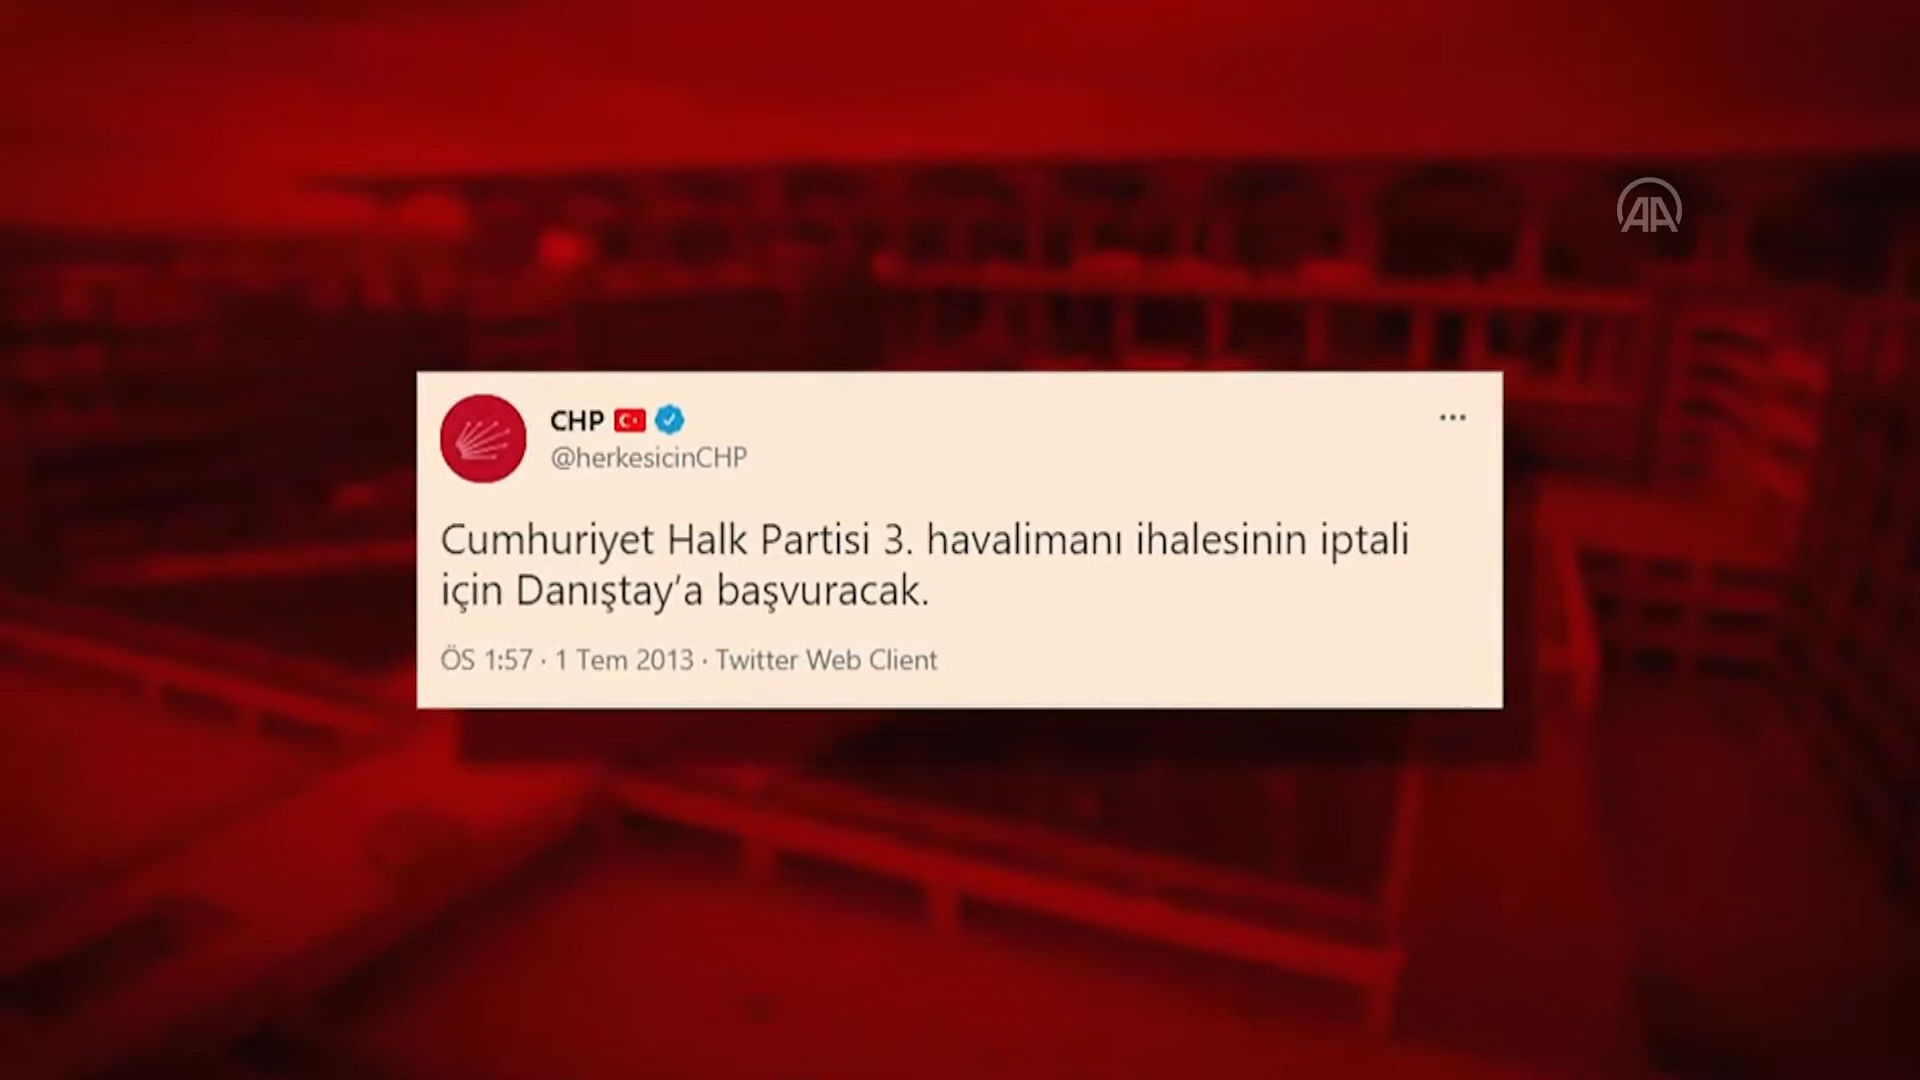 AA
CHP
@herkesicinCHP
Cumhuriyet Halk Partisi 3. havalimanı ihalesinin iptali
için Danıştay’a başvuracak.
ÖS 1:57 · 1 Tem 2013 · Twitter Web Client